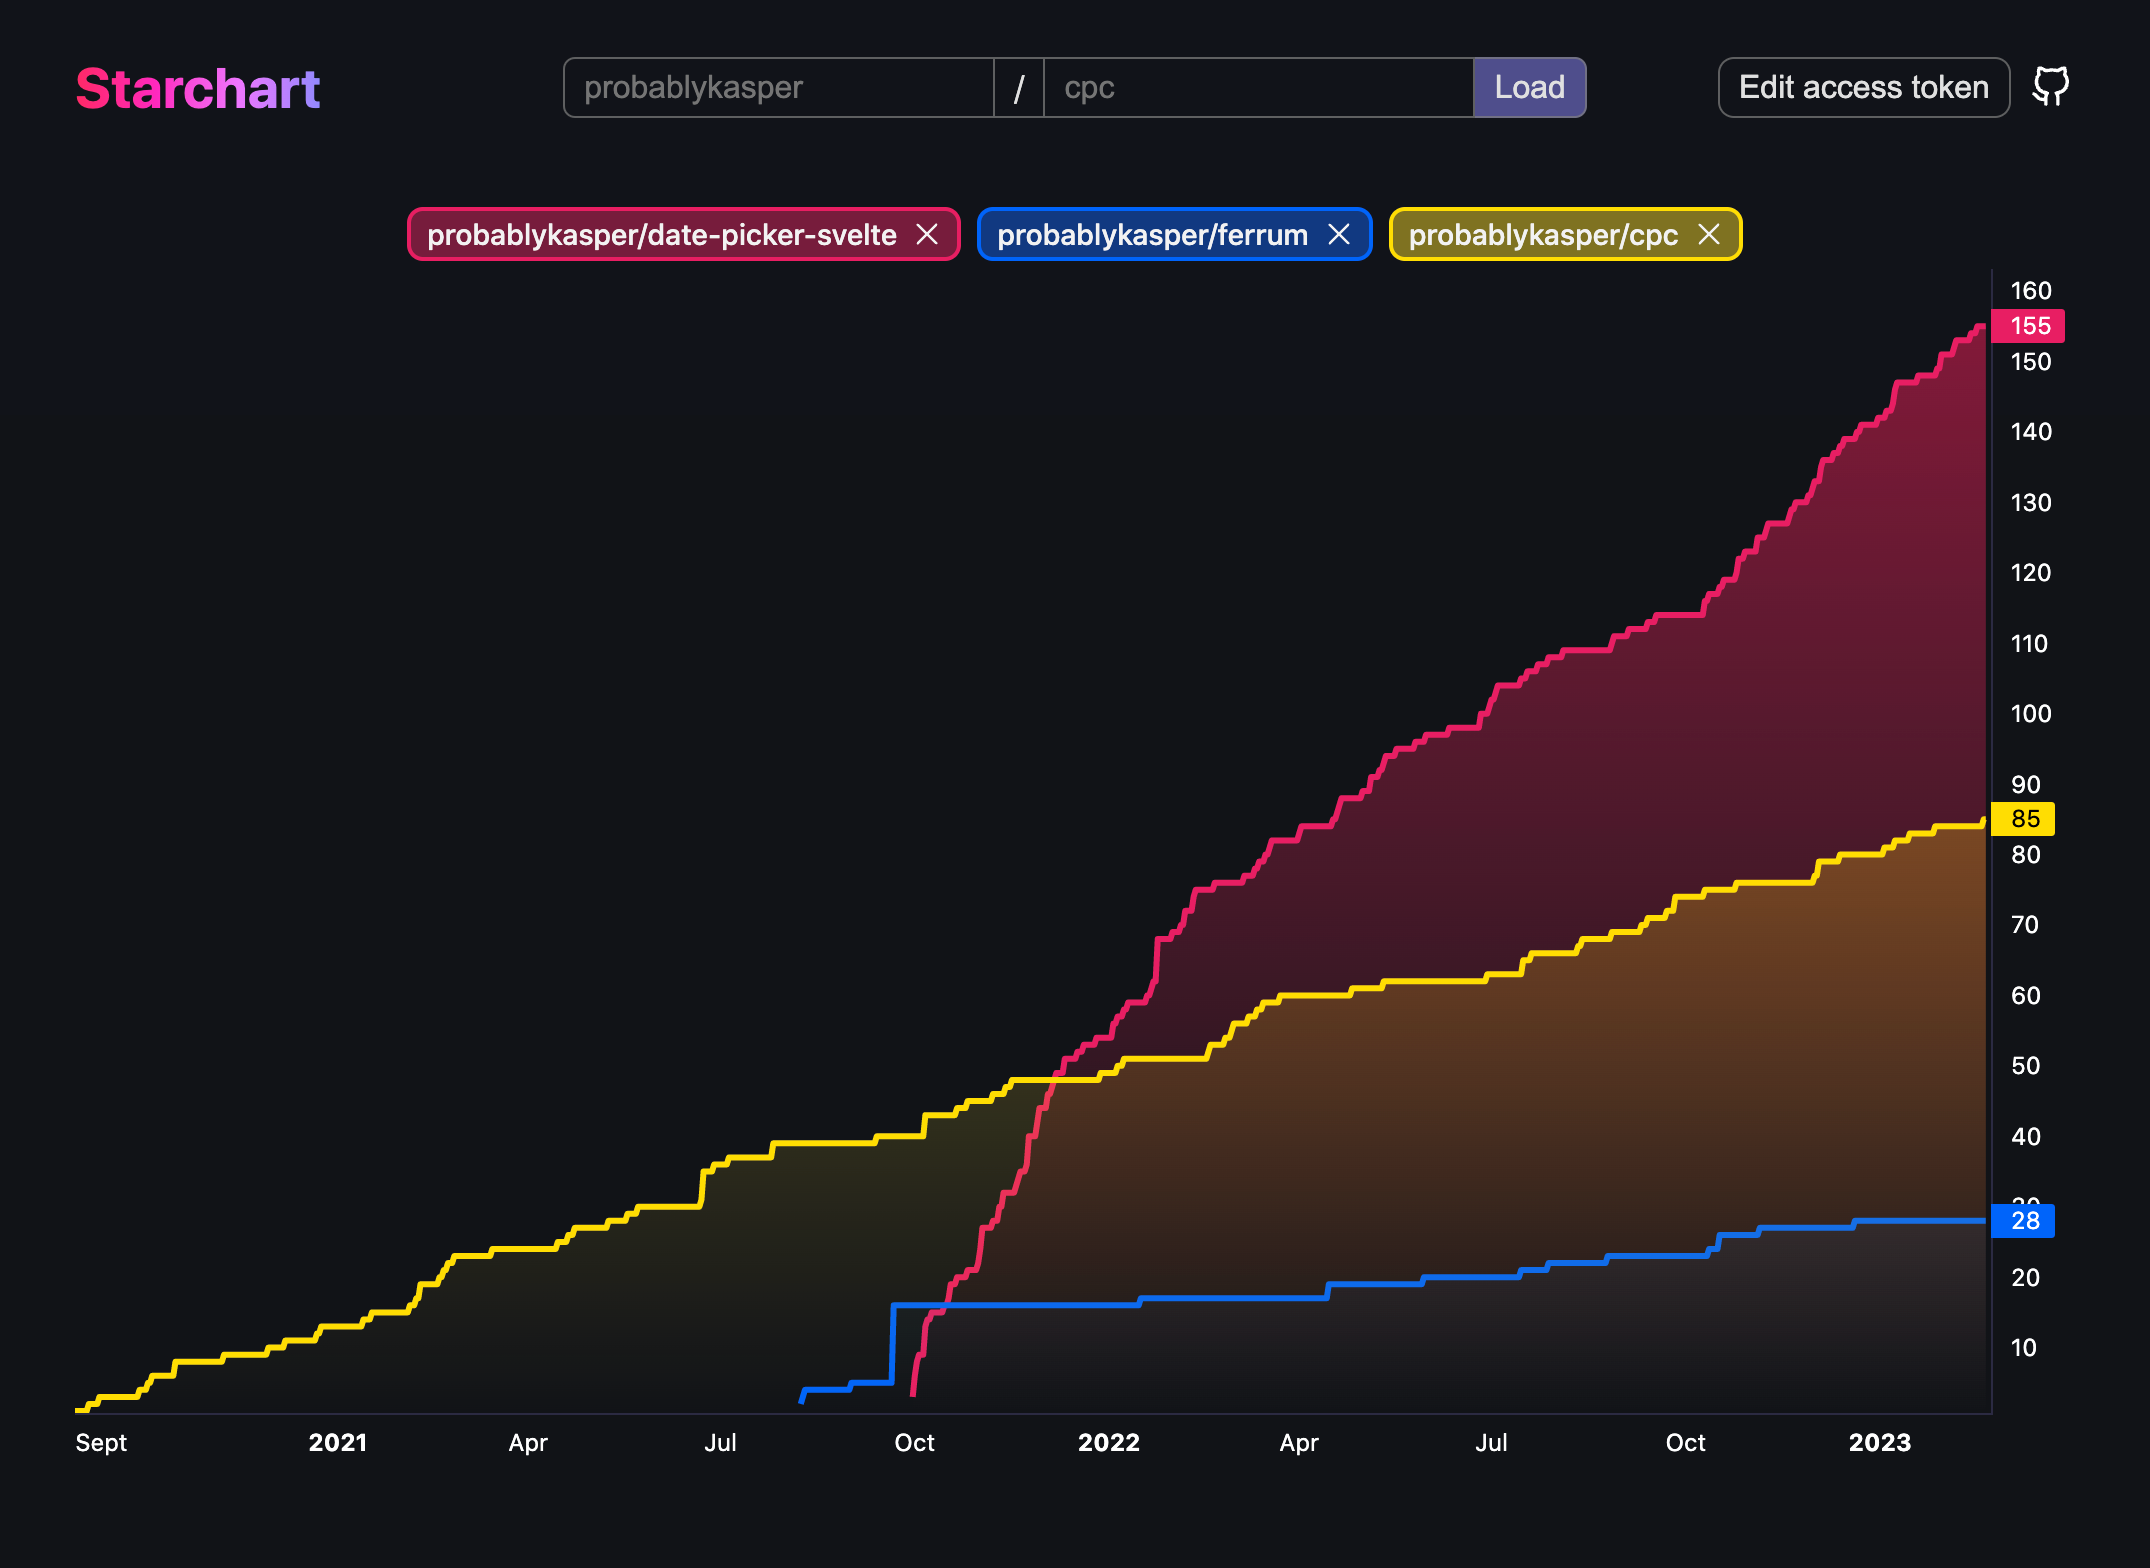 Starchart
probablykasper / cpc Load
Edit access token
probablykasper/date-picker-svelte
probablykasper/ferrum
probablykasper/cpc
160
155
150
140
130
120
110
100
90
85
80
70
60
50
40
28
20
10
Sept 2021 Apr Jul Oct 2022 Apr Jul Oct 2023